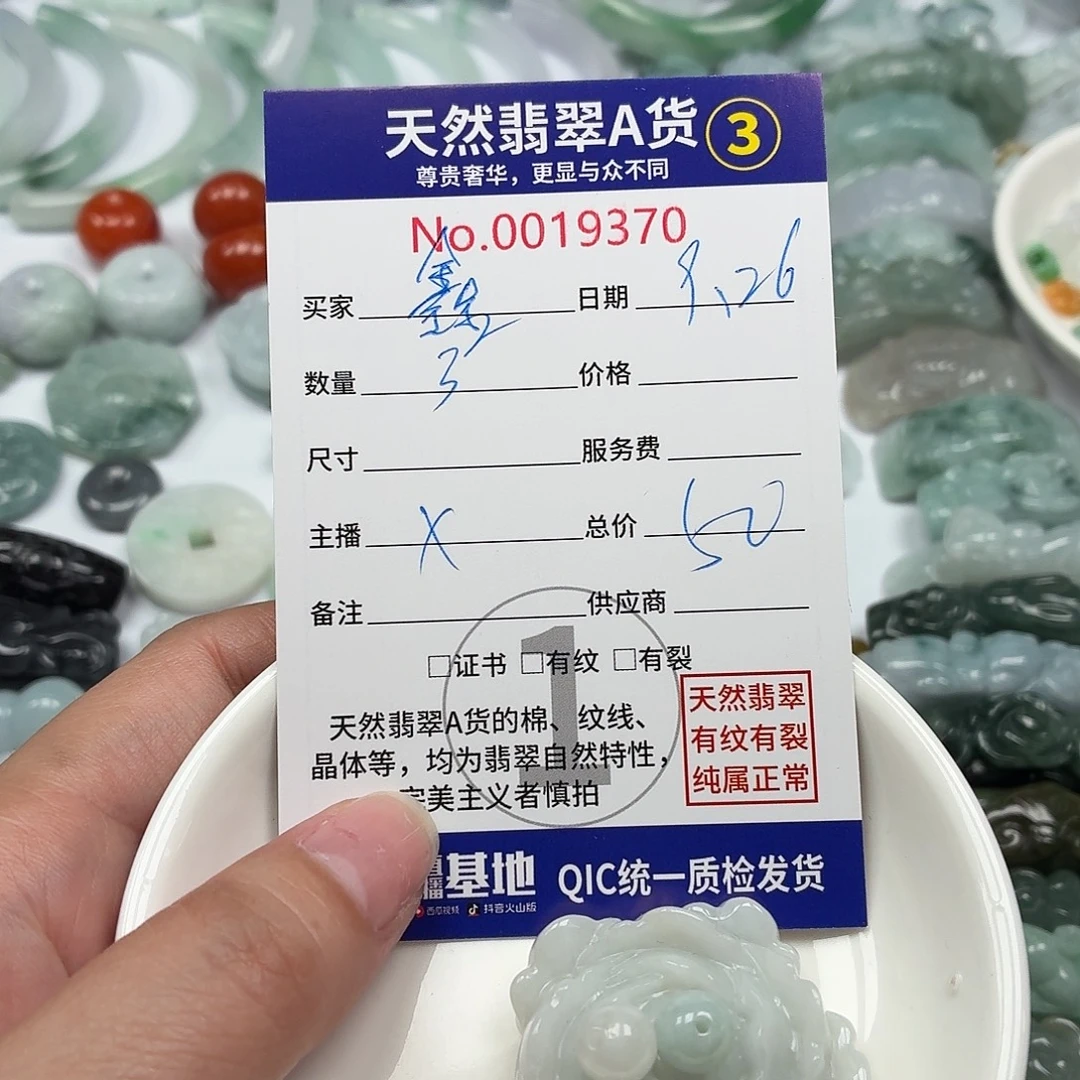 天然翡翠A货 3
尊贵奢华，更显与众不同
No.0019370
买家 日期 9.26
数量 3 价格
尺寸 服务费
主播 X 总价 50
备注 供应商
1
□证书 □有纹 □有裂
天然翡翠A货的棉、纹线、
晶体等，均为翡翠自然特性，
完美主义者慎拍
天然翡翠
有纹有裂
纯属正常
基地 QIC统一质检发货
西瓜视频 抖音火山版